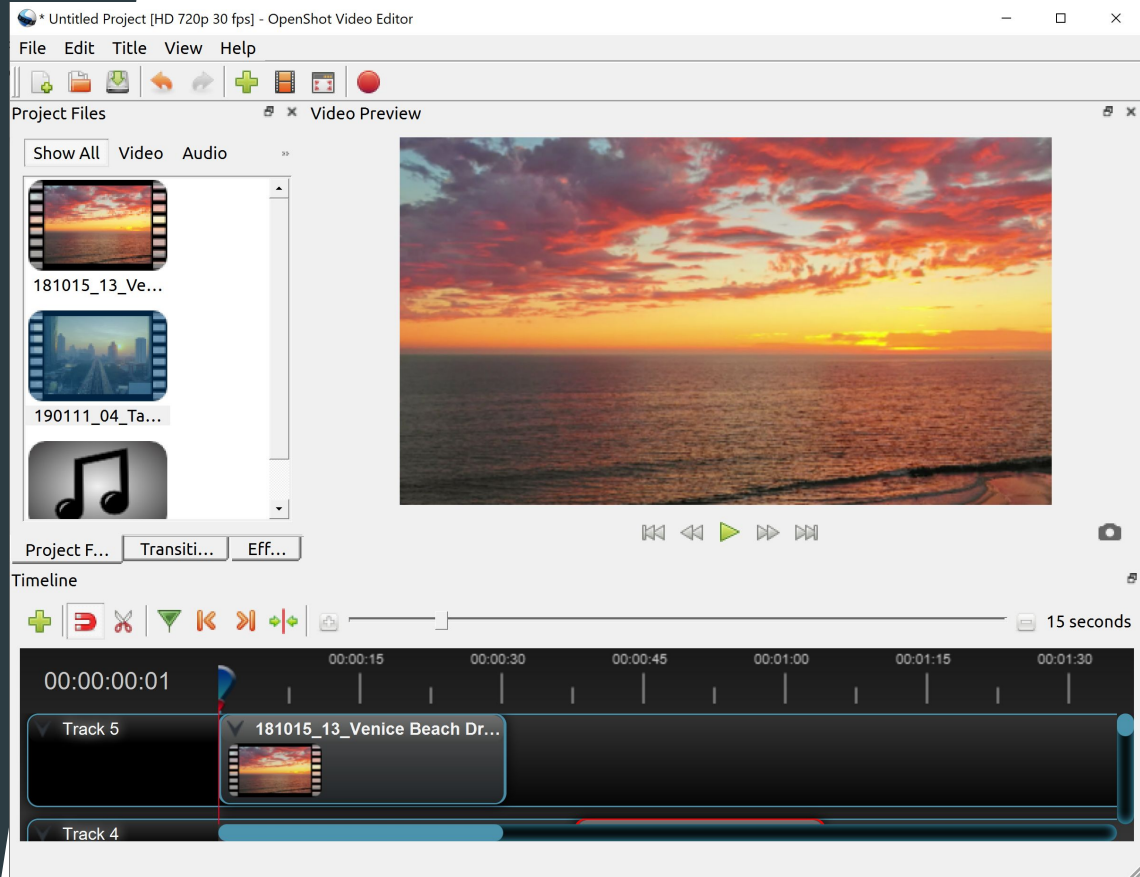 * Untitled Project [HD 720p 30 fps] - OpenShot Video Editor
File Edit Title View Help
Project Files
Video Preview
Show All Video Audio »
181015_13_Ve...
190111_04_Ta...
Project F... Transiti... Eff...
Timeline
15 seconds
00:00:00:01
00:00:15 00:00:30 00:00:45 00:01:00 00:01:15 00:01:30
Track 5
181015_13_Venice Beach Dr...
Track 4